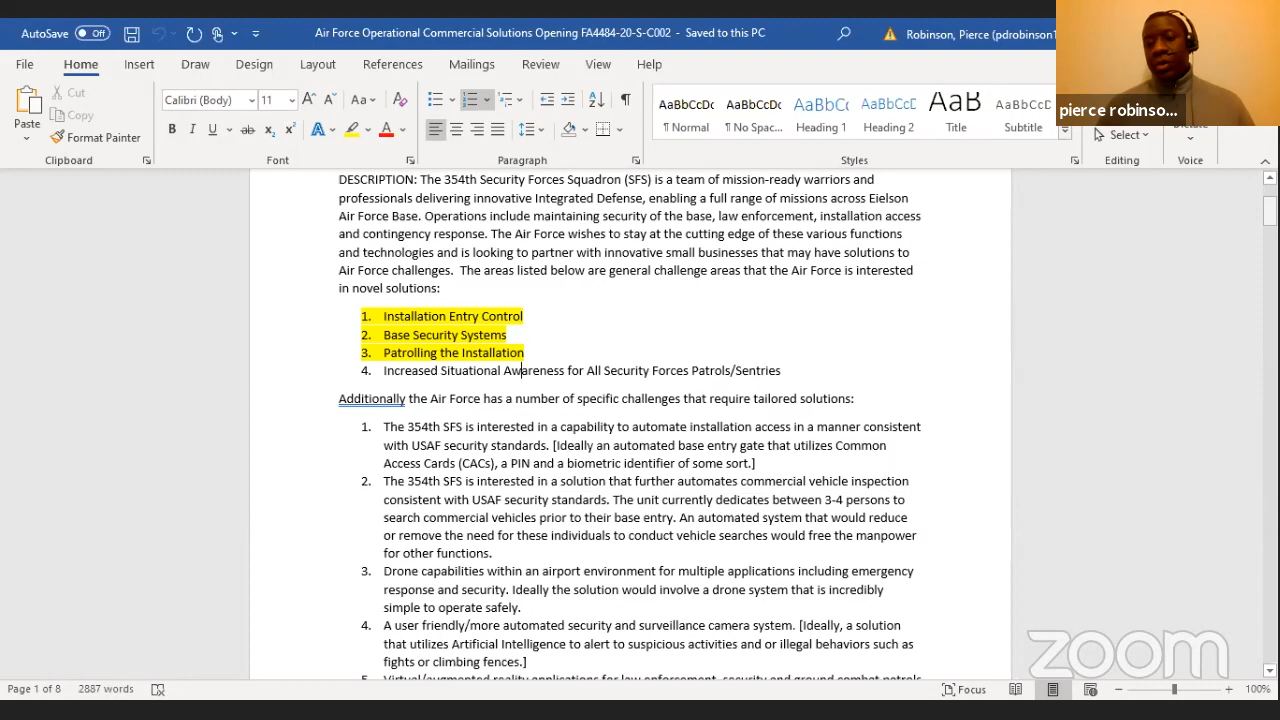 AutoSave Off Air Force Operational Commercial Solutions Opening FA4484-20-S-C002 - Saved to this PC Robinson, Pierce (pdrobinson1
File Home Insert Draw Design Layout References Mailings Review View Help
Paste Cut Copy Format Painter
Calibri (Body) 11
AaBbCcDc AaBbCcDc AaBbCc AaBbCcD AaB AaBbCcD
Normal No Spac... Heading 1 Heading 2 Title Subtitle
Select
pierce robinso...
Clipboard Font Paragraph Styles Editing Voice
DESCRIPTION: The 354th Security Forces Squadron (SFS) is a team of mission-ready warriors and
professionals delivering innovative Integrated Defense, enabling a full range of missions across Eielson
Air Force Base. Operations include maintaining security of the base, law enforcement, installation access
and contingency response. The Air Force wishes to stay at the cutting edge of these various functions
and technologies and is looking to partner with innovative small businesses that may have solutions to
Air Force challenges. The areas listed below are general challenge areas that the Air Force is interested
in novel solutions:
1. Installation Entry Control
2. Base Security Systems
3. Patrolling the Installation
4. Increased Situational Awareness for All Security Forces Patrols/Sentries
Additionally the Air Force has a number of specific challenges that require tailored solutions:
1. The 354th SFS is interested in a capability to automate installation access in a manner consistent
with USAF security standards. [Ideally an automated base entry gate that utilizes Common
Access Cards (CACs), a PIN and a biometric identifier of some sort.]
2. The 354th SFS is interested in a solution that further automates commercial vehicle inspection
consistent with USAF security standards. The unit currently dedicates between 3-4 persons to
search commercial vehicles prior to their base entry. An automated system that would reduce
or remove the need for these individuals to conduct vehicle searches would free the manpower
for other functions.
3. Drone capabilities within an airport environment for multiple applications including emergency
response and security. Ideally the solution would involve a drone system that is incredibly
simple to operate safely.
4. A user friendly/more automated security and surveillance camera system. [Ideally, a solution
that utilizes Artificial Intelligence to alert to suspicious activities and or illegal behaviors such as
fights or climbing fences.]
5. Virtual/augmented reality applications for law enforcement, security and ground combat patrols
zoom
Page 1 of 8 2887 words Focus 100%